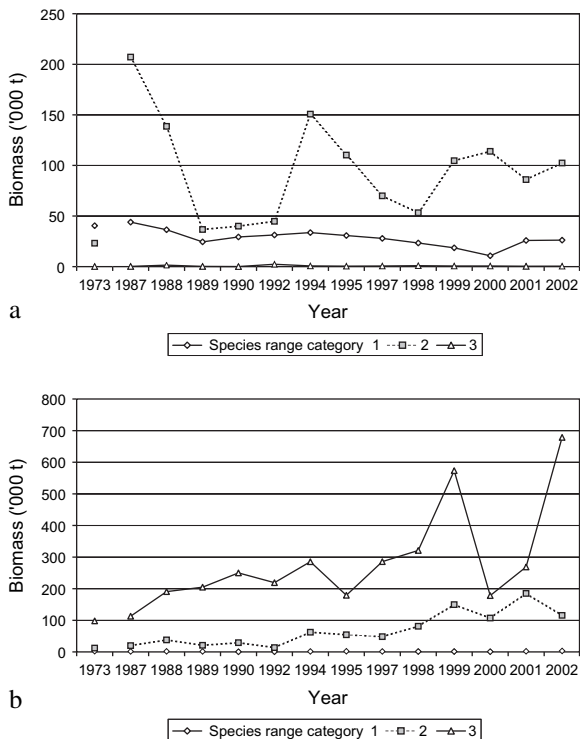 250
200
150
100
50
0
Biomass ('000 t)
1973 1987 1988 1989 1990 1992 1994 1995 1997 1998 1999 2000 2001 2002
Year
a
Species range category 1 2 3
800
700
600
500
400
300
200
100
0
Biomass ('000 t)
1973 1987 1988 1989 1990 1992 1994 1995 1997 1998 1999 2000 2001 2002
Year
b
Species range category 1 2 3